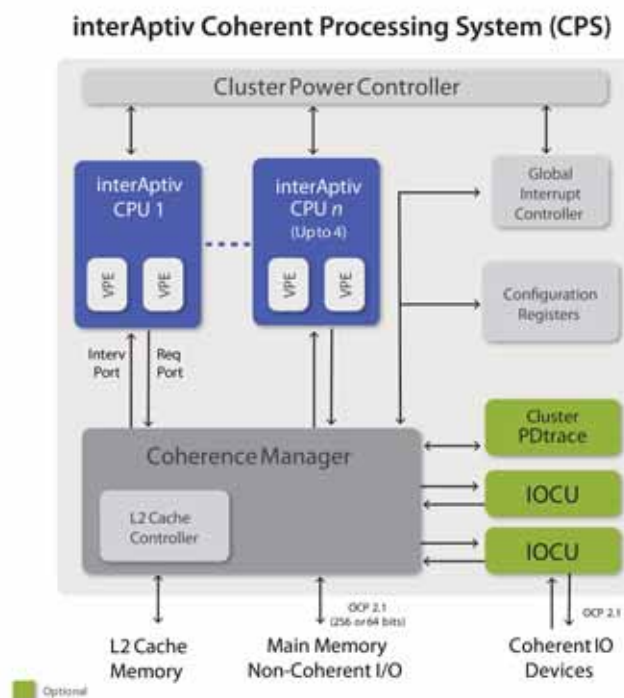 interAptiv Coherent Processing System (CPS)
Cluster Power Controller
interAptiv
CPU 1
VPE
VPE
interAptiv
CPU n
(Up to 4)
VPE
VPE
Global
Interrupt
Controller
Configuration
Registers
Interv
Port
Req
Port
Cluster
PDtrace
Coherence Manager
IOCU
L2 Cache
Controller
IOCU
OCP 2.1
(256 or 64 bits)
OCP 2.1
L2 Cache
Memory
Main Memory
Non-Coherent I/O
Coherent IO
Devices
Optional